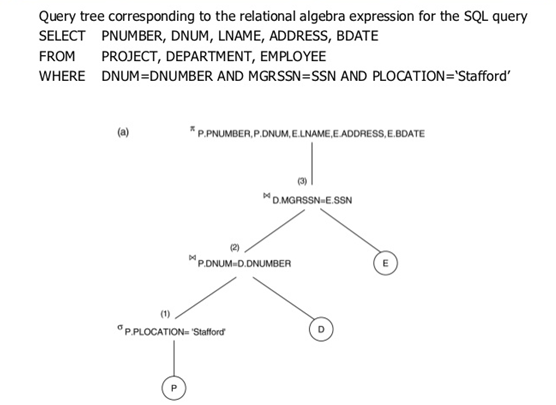 Query tree corresponding to the relational algebra expression for the SQL query
SELECT PNUMBER, DNUM, LNAME, ADDRESS, BDATE
FROM PROJECT, DEPARTMENT, EMPLOYEE
WHERE DNUM=DNUMBER AND MGRSSN=SSN AND PLOCATION=‘Stafford’
(a) π P.PNUMBER,P.DNUM,E.LNAME,E.ADDRESS,E.BDATE
(3)
⋈ D.MGRSSN=E.SSN
(2)
⋈ P.DNUM=D.DNUMBER
E
(1)
σ P.PLOCATION= 'Stafford'
D
P